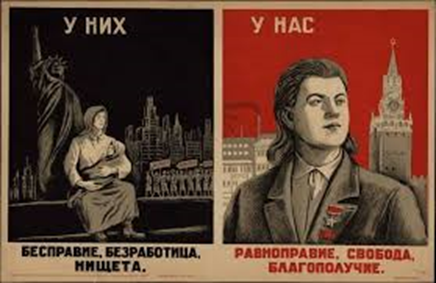 У НИХ
БЕСПРАВИЕ, БЕЗРАБОТИЦА,
НИЩЕТА.
У НАС
РАВНОПРАВИЕ, СВОБОДА,
БЛАГОПОЛУЧИЕ.